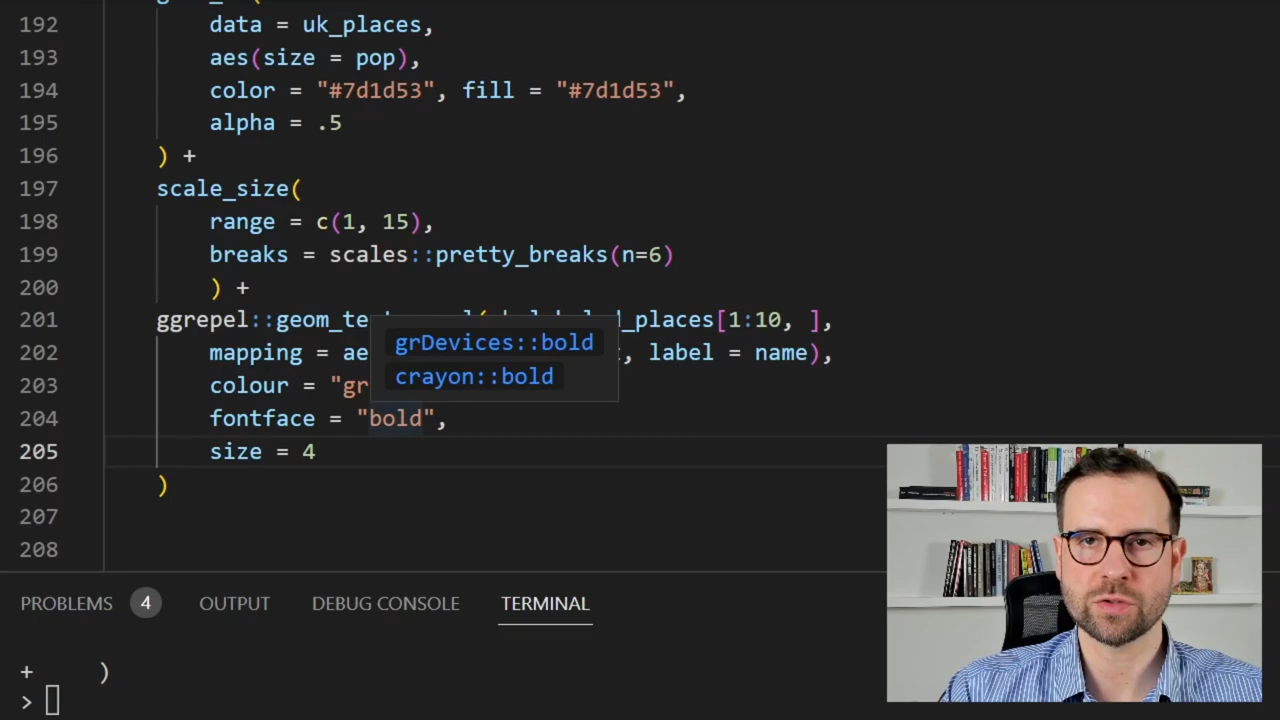 192 data = uk_places,
193 aes(size = pop),
194 color = "#7d1d53", fill = "#7d1d53",
195 alpha = .5
196 ) +
197 scale_size(
198 range = c(1, 15),
199 breaks = scales::pretty_breaks(n=6)
200 ) +
201 ggrepel::geom_te _places[1:10, ],
grDevices::bold
202 mapping = ae , label = name),
crayon::bold
203 colour = "gr
204 fontface = "bold",
205 size = 4
206 )
207
208
PROBLEMS 4 OUTPUT DEBUG CONSOLE TERMINAL
+ )
>